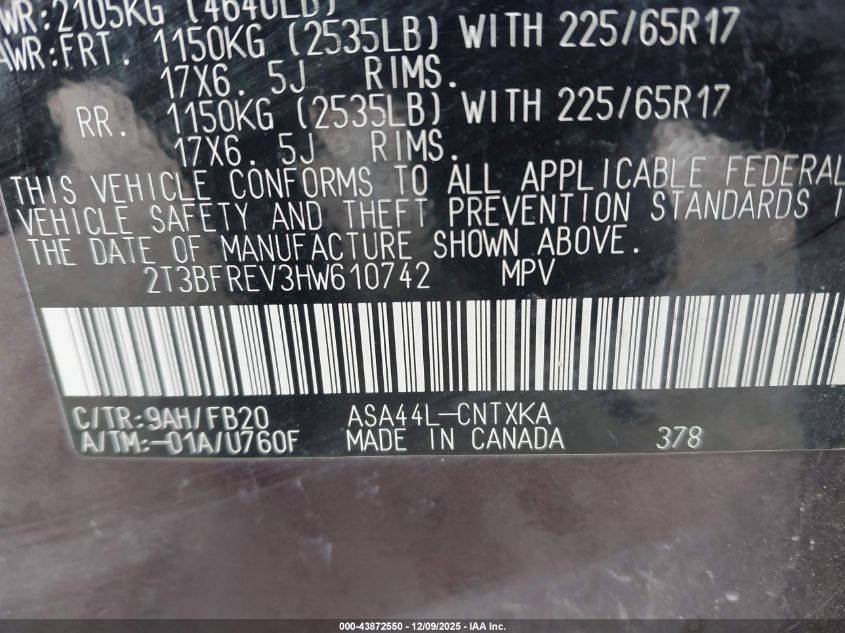 WR:2105KG (4640LB)
AWR:FRT. 1150KG (2535LB) WITH 225/65R17
17X6. 5J RIMS.
RR. 1150KG (2535LB) WITH 225/65R17
17X6. 5J RIMS.
THIS VEHICLE CONFORMS TO ALL APPLICABLE FEDERAL
VEHICLE SAFETY AND THEFT PREVENTION STANDARDS I
THE DATE OF MANUFACTURE SHOWN ABOVE.
2T3BFREV3HW610742 MPV
C/TR:9AH/FB20 ASA44L-CNTXKA
A/TM:-01A/U760F MADE IN CANADA 378
000-43872550 - 12/09/2025 - IAA Inc.